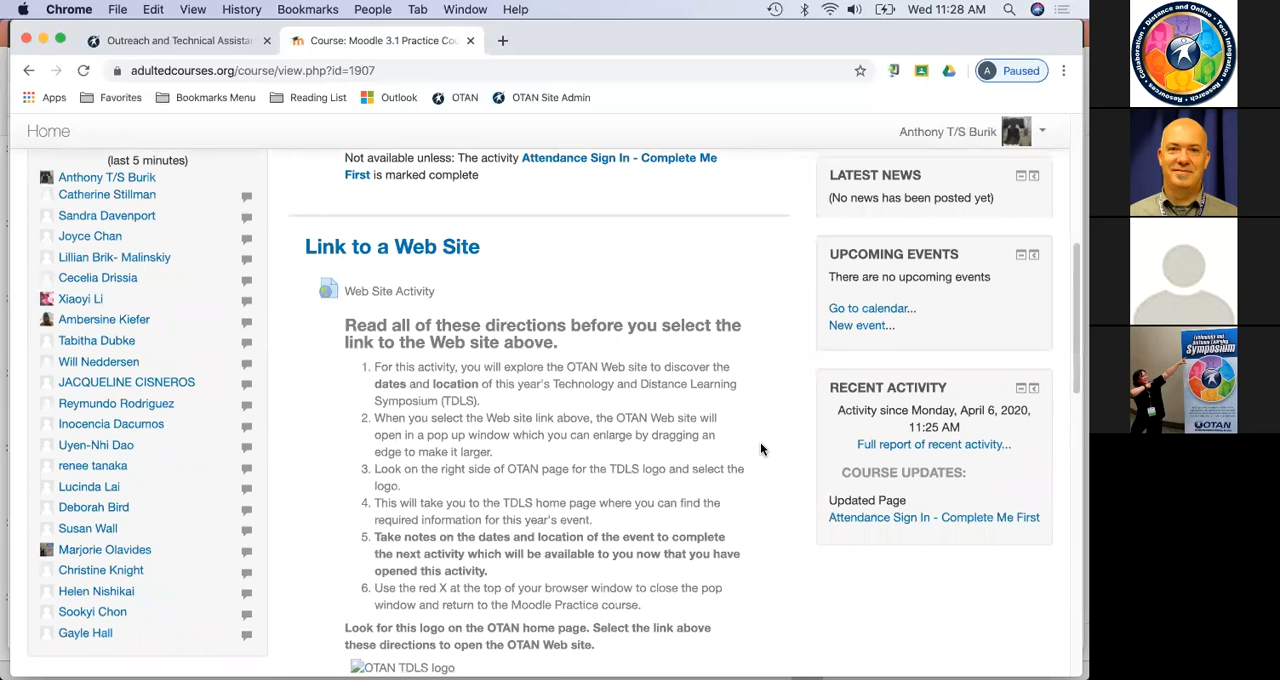 Chrome File Edit View History Bookmarks People Tab Window Help Wed 11:28 AM
Outreach and Technical Assistan × Course: Moodle 3.1 Practice Cou × +
adultedcourses.org/course/view.php?id=1907 A Paused
Apps Favorites Bookmarks Menu Reading List Outlook OTAN OTAN Site Admin
Home Anthony T/S Burik
(last 5 minutes)
Anthony T/S Burik
Catherine Stillman
Sandra Davenport
Joyce Chan
Lillian Brik- Malinskiy
Cecelia Drissia
Xiaoyi Li
Ambersine Kiefer
Tabitha Dubke
Will Neddersen
JACQUELINE CISNEROS
Reymundo Rodriguez
Inocencia Dacumos
Uyen-Nhi Dao
renee tanaka
Lucinda Lai
Deborah Bird
Susan Wall
Marjorie Olavides
Christine Knight
Helen Nishikai
Sookyi Chon
Gayle Hall
Not available unless: The activity Attendance Sign In - Complete Me
First is marked complete
Link to a Web Site
Web Site Activity
Read all of these directions before you select the
link to the Web site above.
1. For this activity, you will explore the OTAN Web site to discover the
dates and location of this year's Technology and Distance Learning
Symposium (TDLS).
2. When you select the Web site link above, the OTAN Web site will
open in a pop up window which you can enlarge by dragging an
edge to make it larger.
3. Look on the right side of OTAN page for the TDLS logo and select the
logo.
4. This will take you to the TDLS home page where you can find the
required information for this year's event.
5. Take notes on the dates and location of the event to complete
the next activity which will be available to you now that you have
opened this activity.
6. Use the red X at the top of your browser window to close the pop
window and return to the Moodle Practice course.
Look for this logo on the OTAN home page. Select the link above
these directions to open the OTAN Web site.
OTAN TDLS logo
LATEST NEWS
(No news has been posted yet)
UPCOMING EVENTS
There are no upcoming events
Go to calendar...
New event...
RECENT ACTIVITY
Activity since Monday, April 6, 2020,
11:25 AM
Full report of recent activity...
COURSE UPDATES:
Updated Page
Attendance Sign In - Complete Me First
Collaboration • Distance and Online • Tech Integration • Research • Resources
Technology and
Distance Learning
Symposium
OTAN